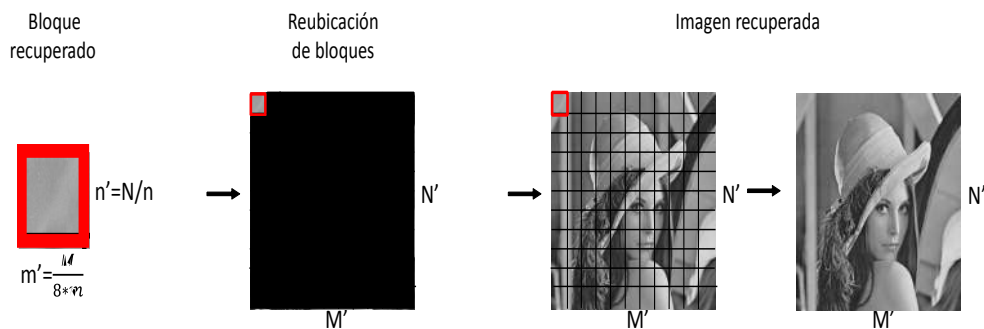 Bloque
recuperado
Reubicación
de bloques
Imagen recuperada
n'=N/n
N'
N'
N'
m'=M/8*m
M'
M'